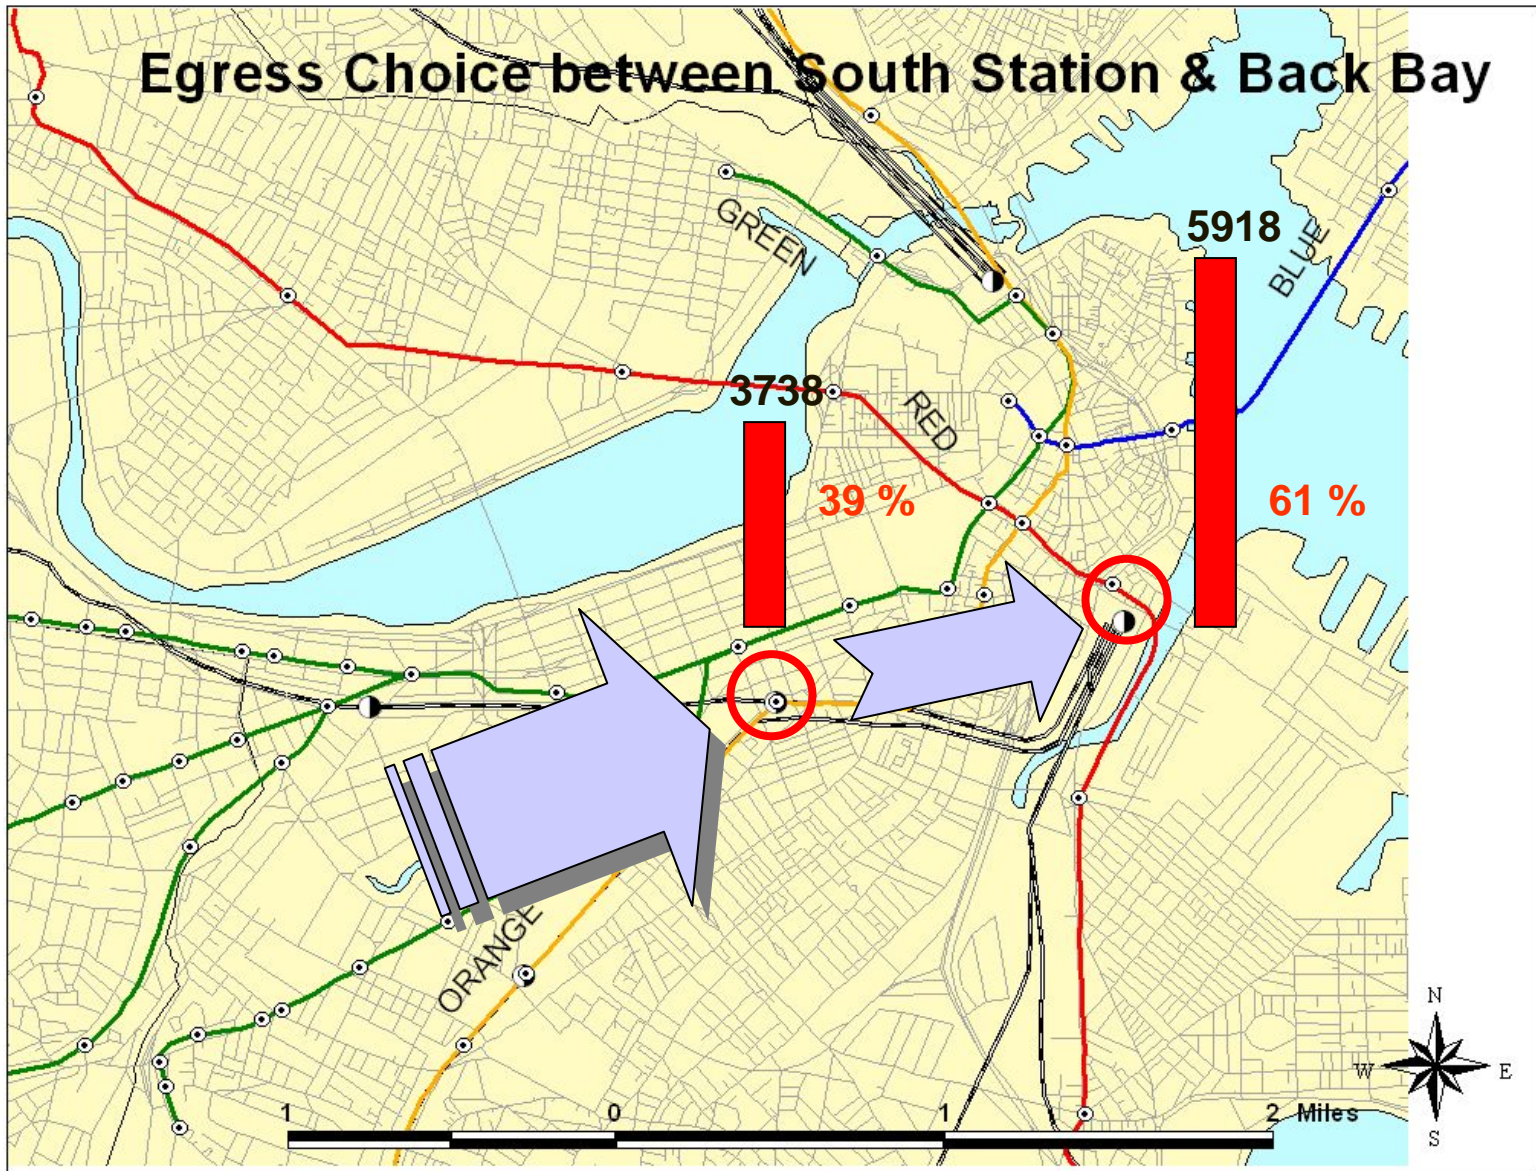 Egress Choice between South Station & Back Bay
GREEN
5918
BLUE
3738
RED
39 %
61 %
ORANGE
N
W
E
S
1 0 1 2 Miles